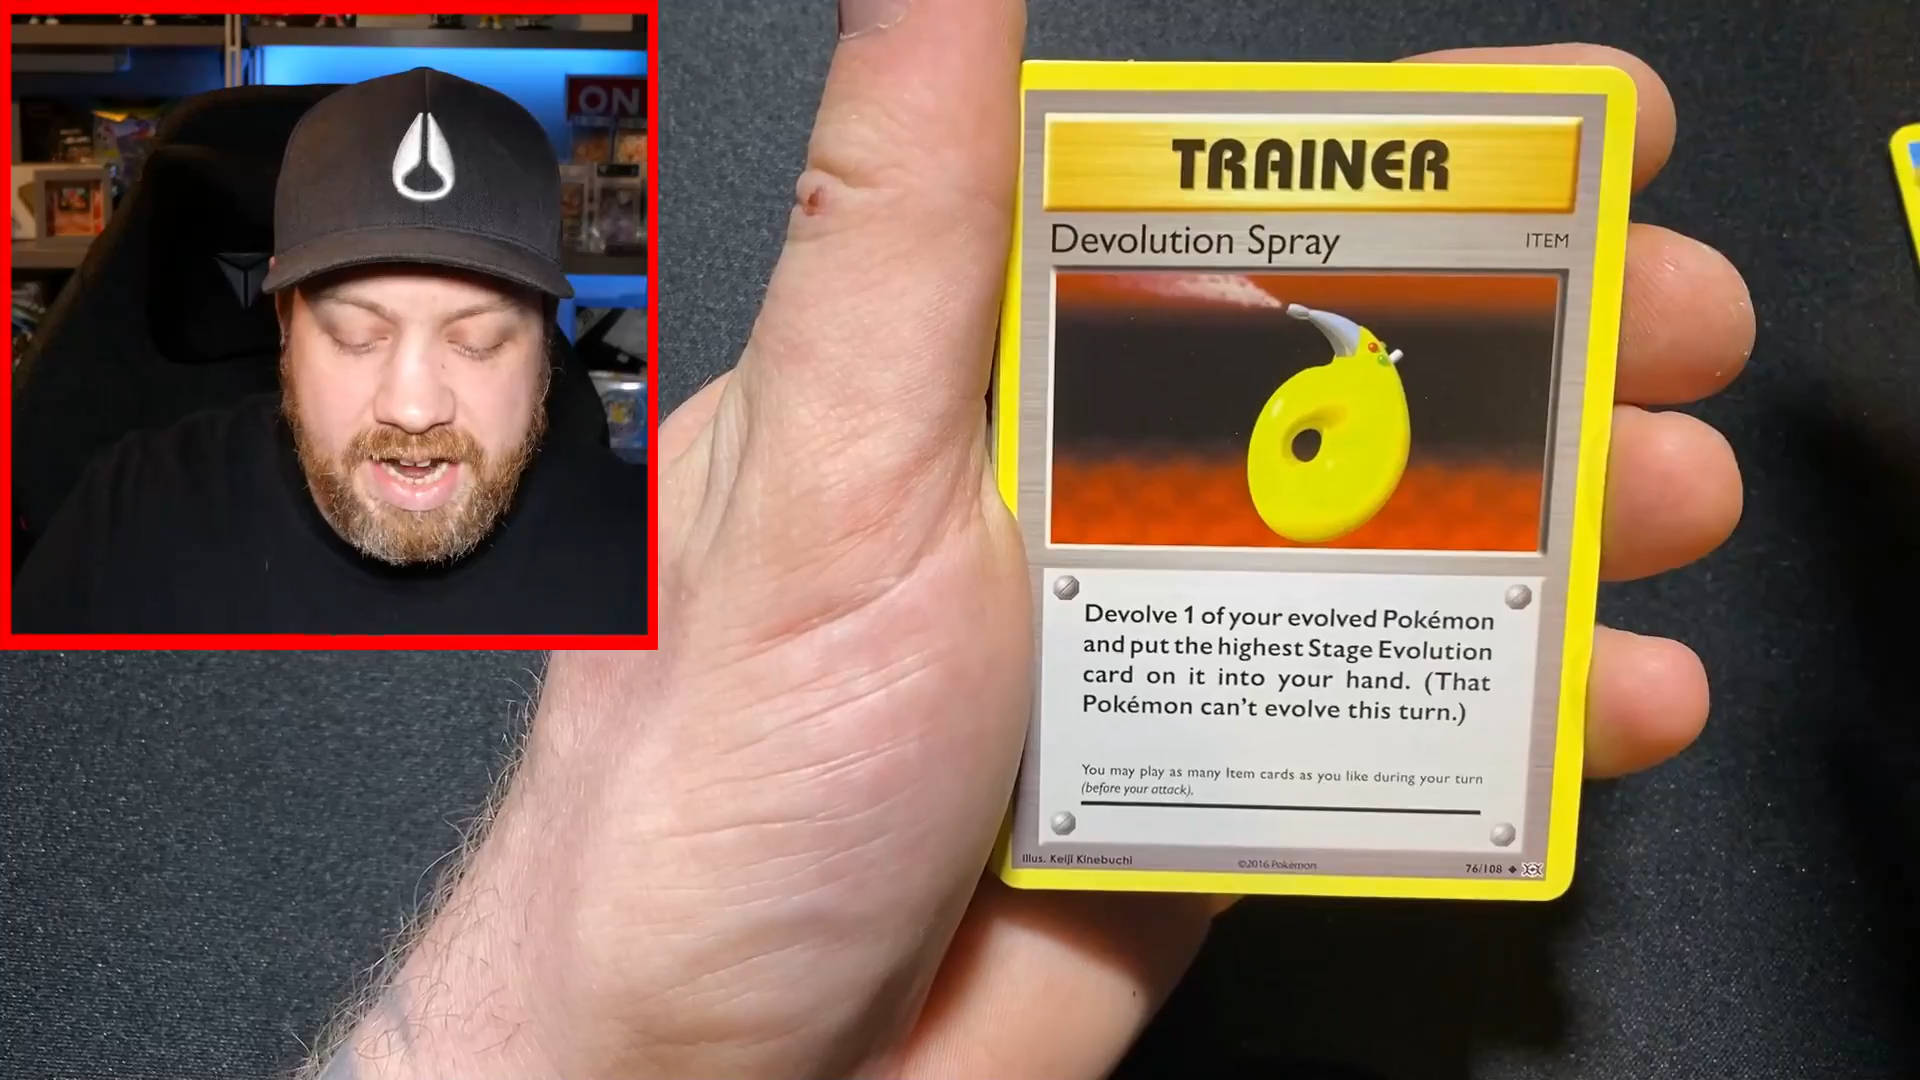 ON
TRAINER
Devolution Spray
ITEM
Devolve 1 of your evolved Pokémon
and put the highest Stage Evolution
card on it into your hand. (That
Pokémon can't evolve this turn.)
You may play as many Item cards as you like during your turn
(before your attack).
Illus. Keiji Kinebuchi
©2016 Pokémon
76/108